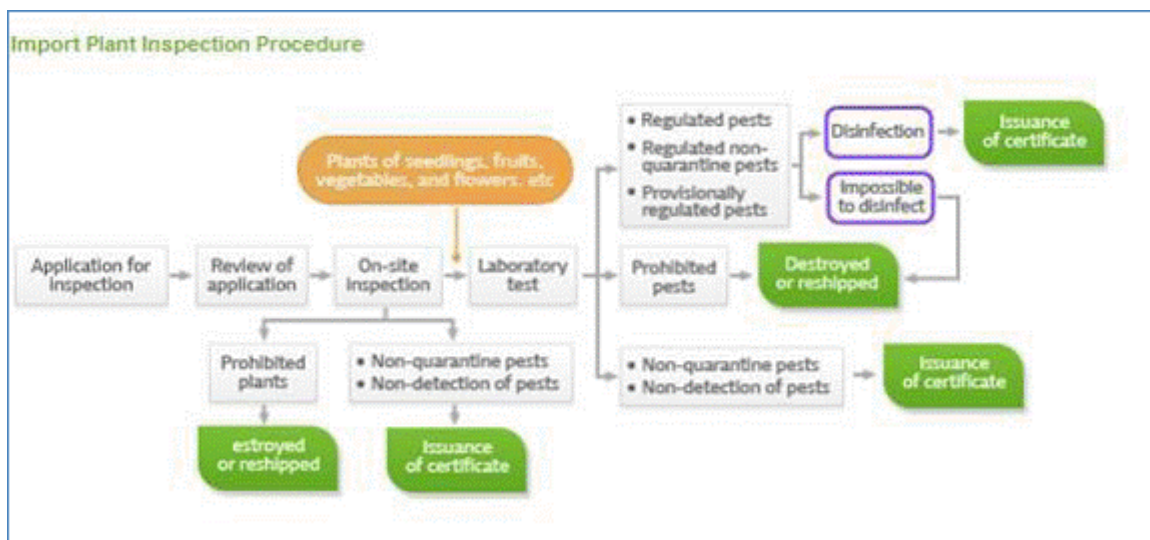 Import Plant Inspection Procedure
Plants of seedlings, fruits,
vegetables, and flowers. etc
• Regulated pests
• Regulated non-
quarantine pests
• Provisionally
regulated pests
Disinfection
Issuance
of certificate
Impossible
to disinfect
Application for
inspection
Review of
application
On-site
inspection
Laboratory
test
Prohibited
pests
Destroyed
or reshipped
Prohibited
plants
• Non-quarantine pests
• Non-detection of pests
• Non-quarantine pests
• Non-detection of pests
Issuance
of certificate
estroyed
or reshipped
Issuance
of certificate